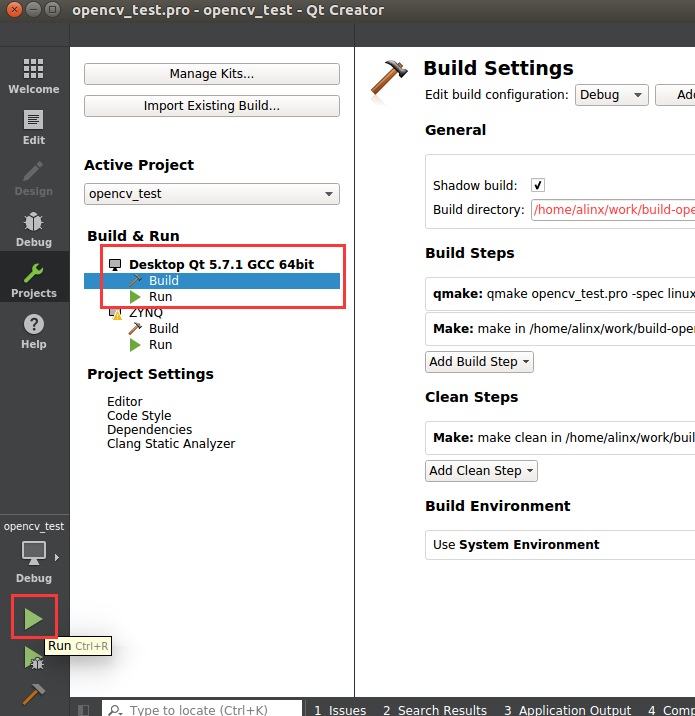 opencv_test.pro - opencv_test - Qt Creator
Welcome
Edit
Design
Debug
Projects
Help
opencv_test
Debug
Run Ctrl+R
Manage Kits...
Import Existing Build...
Active Project
opencv_test
Build & Run
Desktop Qt 5.7.1 GCC 64bit
Build
Run
ZYNQ
Build
Run
Project Settings
Editor
Code Style
Dependencies
Clang Static Analyzer
Build Settings
Edit build configuration: Debug
General
Shadow build:
Build directory: /home/alinx/work/build-ope
Build Steps
qmake: qmake opencv_test.pro -spec linux
Make: make in /home/alinx/work/build-oper
Add Build Step
Clean Steps
Make: make clean in /home/alinx/work/buil
Add Clean Step
Build Environment
Use System Environment
Type to locate (Ctrl+K)
1 Issues 2 Search Results 3 Application Output 4 Com